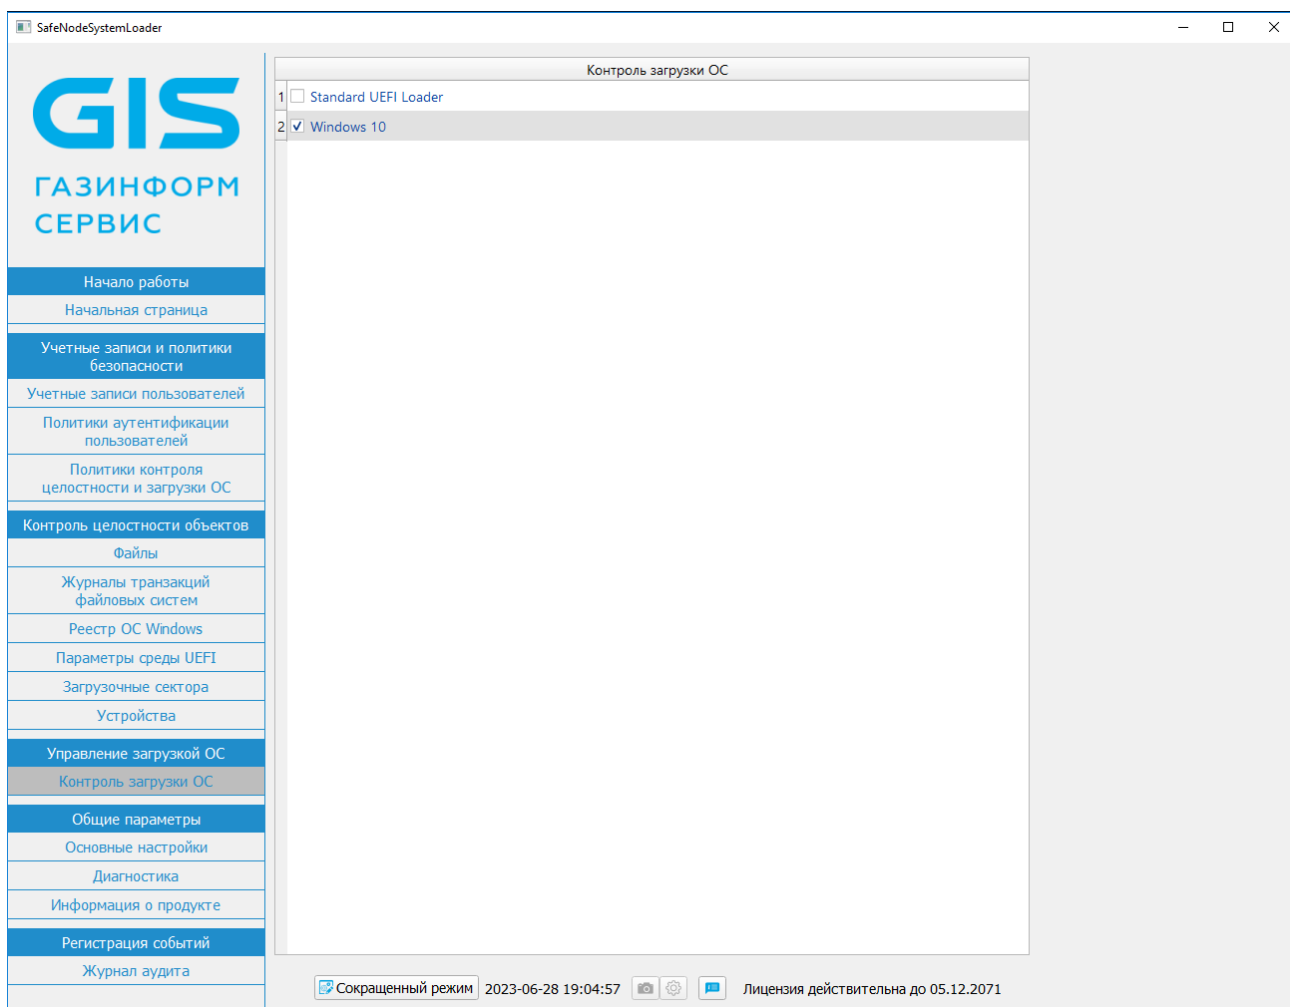 SafeNodeSystemLoader
GIS
ГАЗИНФОРМ
СЕРВИС
Начало работы
Начальная страница
Учетные записи и политики
безопасности
Учетные записи пользователей
Политики аутентификации
пользователей
Политики контроля
целостности и загрузки ОС
Контроль целостности объектов
Файлы
Журналы транзакций
файловых систем
Реестр ОС Windows
Параметры среды UEFI
Загрузочные сектора
Устройства
Управление загрузкой ОС
Контроль загрузки ОС
Общие параметры
Основные настройки
Диагностика
Информация о продукте
Регистрация событий
Журнал аудита
Контроль загрузки ОС
1 Standard UEFI Loader
2 Windows 10
Сокращенный режим 2023-06-28 19:04:57 Лицензия действительна до 05.12.2071